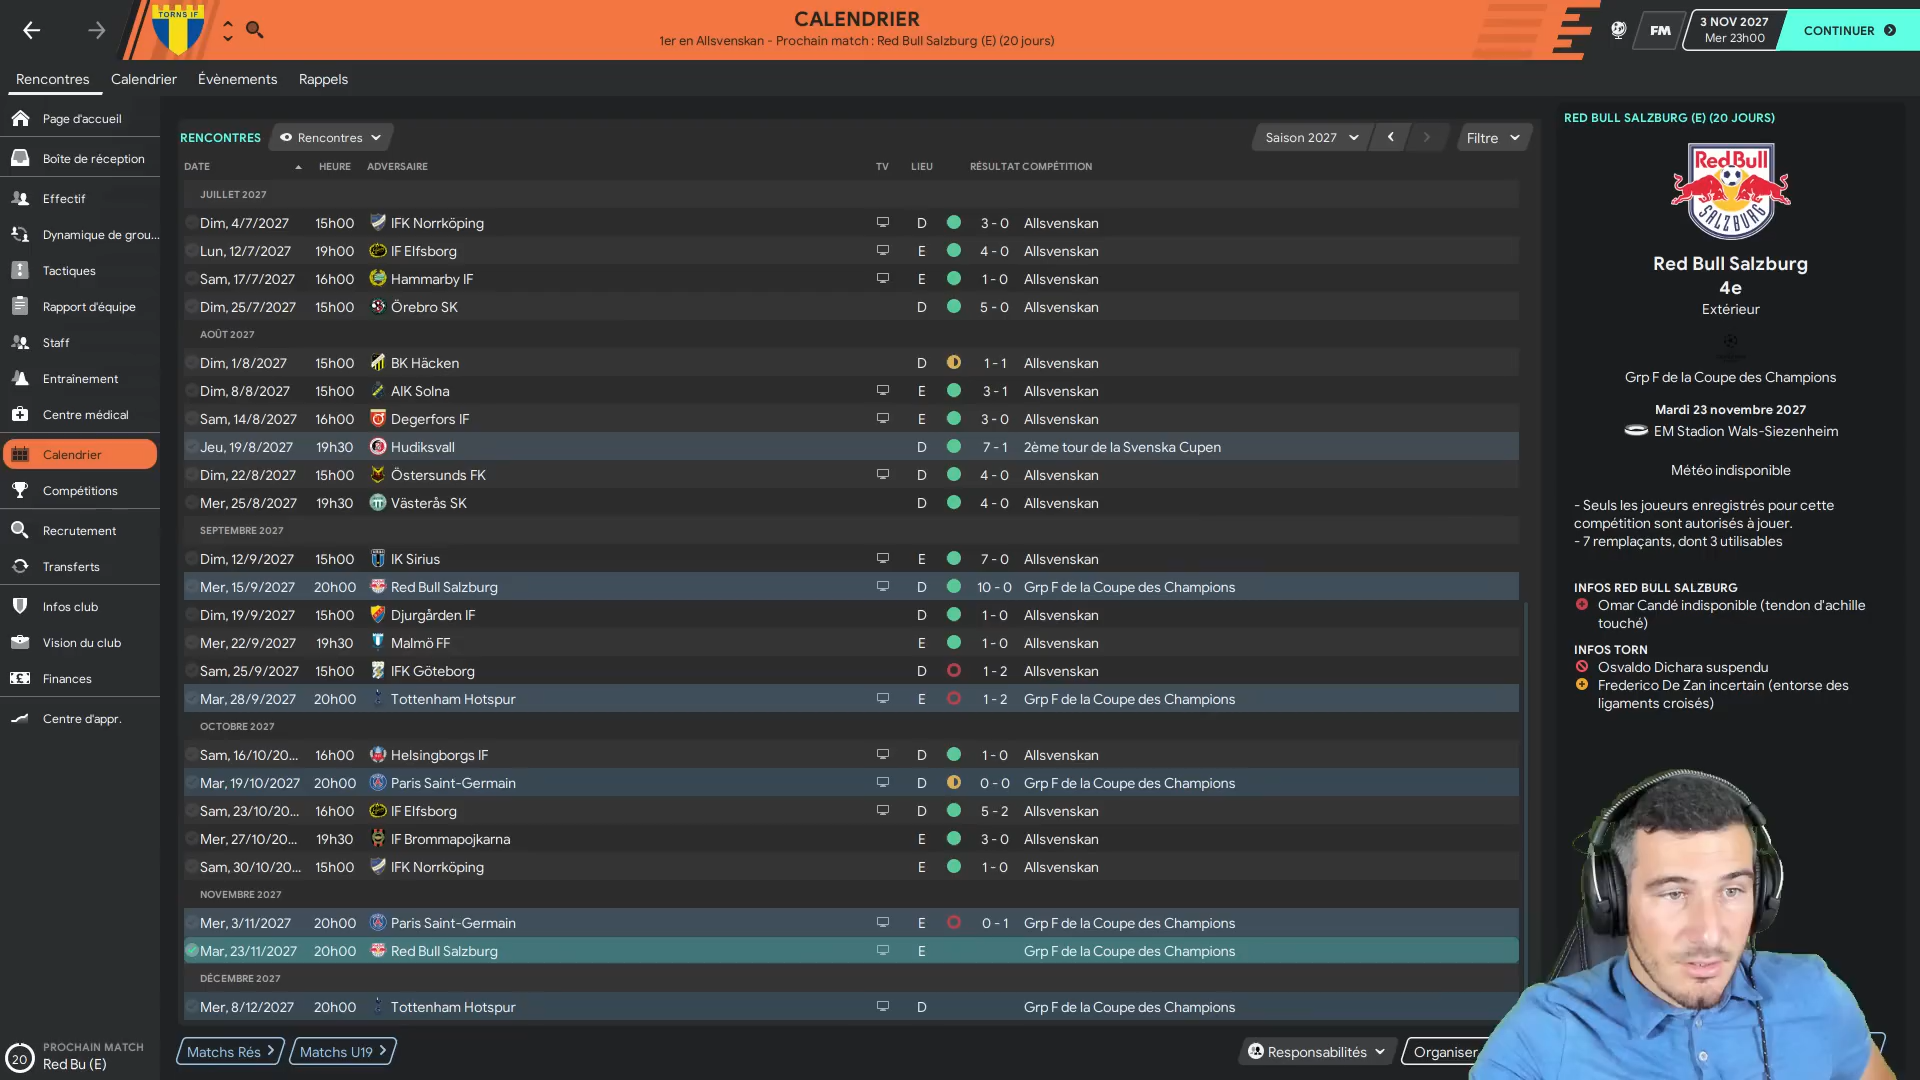 TORNS IF
CALENDRIER
1er en Allsvenskan - Prochain match : Red Bull Salzburg (E) (20 jours)
FM
3 NOV 2027
Mer 23h00
CONTINUER
Rencontres Calendrier Évènements Rappels
Page d'accueil
Boîte de réception
Effectif
Dynamique de grou...
Tactiques
Rapport d'équipe
Staff
Entraînement
Centre médical
Calendrier
Compétitions
Recrutement
Transferts
Infos club
Vision du club
Finances
Centre d'appr.
20
PROCHAIN MATCH
Red Bu (E)
RENCONTRES Rencontres Saison 2027 Filtre
DATE HEURE ADVERSAIRE TV LIEU RÉSULTAT COMPÉTITION
JUILLET 2027
Dim, 4/7/2027 15h00 IFK Norrköping D 3 - 0 Allsvenskan
Lun, 12/7/2027 19h00 IF Elfsborg E 4 - 0 Allsvenskan
Sam, 17/7/2027 16h00 Hammarby IF E 1 - 0 Allsvenskan
Dim, 25/7/2027 15h00 Örebro SK D 5 - 0 Allsvenskan
AOÛT 2027
Dim, 1/8/2027 15h00 BK Häcken D 1 - 1 Allsvenskan
Dim, 8/8/2027 15h00 AIK Solna E 3 - 1 Allsvenskan
Sam, 14/8/2027 16h00 Degerfors IF E 3 - 0 Allsvenskan
Jeu, 19/8/2027 19h30 Hudiksvall D 7 - 1 2ème tour de la Svenska Cupen
Dim, 22/8/2027 15h00 Östersunds FK D 4 - 0 Allsvenskan
Mer, 25/8/2027 19h30 Västerås SK D 4 - 0 Allsvenskan
SEPTEMBRE 2027
Dim, 12/9/2027 15h00 IK Sirius E 7 - 0 Allsvenskan
Mer, 15/9/2027 20h00 Red Bull Salzburg D 10 - 0 Grp F de la Coupe des Champions
Dim, 19/9/2027 15h00 Djurgården IF D 1 - 0 Allsvenskan
Mer, 22/9/2027 19h30 Malmö FF E 1 - 0 Allsvenskan
Sam, 25/9/2027 15h00 IFK Göteborg D 1 - 2 Allsvenskan
Mar, 28/9/2027 20h00 Tottenham Hotspur E 1 - 2 Grp F de la Coupe des Champions
OCTOBRE 2027
Sam, 16/10/20... 16h00 Helsingborgs IF D 1 - 0 Allsvenskan
Mar, 19/10/2027 20h00 Paris Saint-Germain D 0 - 0 Grp F de la Coupe des Champions
Sam, 23/10/20... 16h00 IF Elfsborg D 5 - 2 Allsvenskan
Mer, 27/10/20... 19h30 IF Brommapojkarna E 3 - 0 Allsvenskan
Sam, 30/10/20... 15h00 IFK Norrköping E 1 - 0 Allsvenskan
NOVEMBRE 2027
Mer, 3/11/2027 20h00 Paris Saint-Germain E 0 - 1 Grp F de la Coupe des Champions
Mar, 23/11/2027 20h00 Red Bull Salzburg E Grp F de la Coupe des Champions
DÉCEMBRE 2027
Mer, 8/12/2027 20h00 Tottenham Hotspur D Grp F de la Coupe des Champions
Matchs Rés Matchs U19 Responsabilités Organiser
RED BULL SALZBURG (E) (20 JOURS)
Red Bull
SALZBURG
Red Bull Salzburg
4e
Extérieur
Grp F de la Coupe des Champions
Mardi 23 novembre 2027
EM Stadion Wals-Siezenheim
Météo indisponible
- Seuls les joueurs enregistrés pour cette
compétition sont autorisés à jouer.
- 7 remplaçants, dont 3 utilisables
INFOS RED BULL SALZBURG
Omar Candé indisponible (tendon d'achille
touché)
INFOS TORN
Osvaldo Dichara suspendu
Frederico De Zan incertain (entorse des
ligaments croisés)